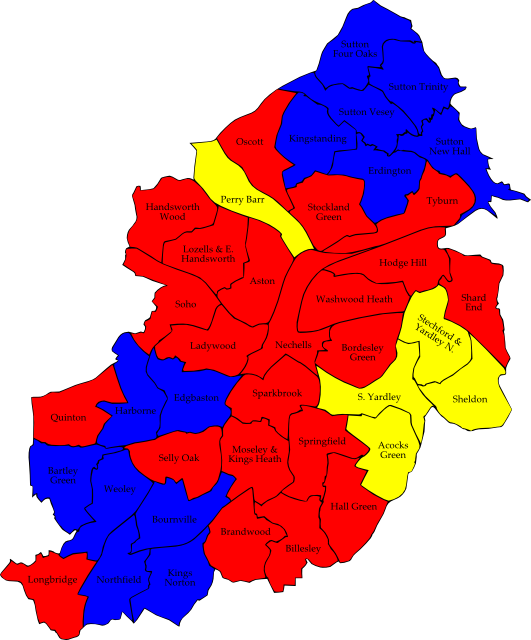 Sutton
Four Oaks
Sutton Trinity
Sutton Vesey
Kingstanding
Oscott
Sutton
New Hall
Erdington
Perry Barr
Tyburn
Stockland
Green
Handsworth
Wood
Lozells & E.
Handsworth
Hodge Hill
Aston
Washwood Heath
Shard
End
Soho
Stechford &
Yardley N.
Ladywood
Nechells
Bordesley
Green
Sparkbrook
S. Yardley
Sheldon
Edgbaston
Harborne
Quinton
Springfield
Acocks
Green
Moseley &
Kings Heath
Selly Oak
Bartley
Green
Weoley
Hall Green
Bournville
Brandwood
Billesley
Longbridge
Northfield
Kings
Norton